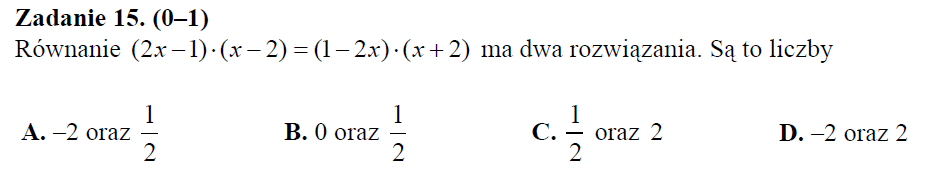 Zadanie 15. (0–1)
Równanie (2x−1)·(x−2)=(1−2x)·(x+2) ma dwa rozwiązania. Są to liczby
A. –2 oraz 1/2 B. 0 oraz 1/2 C. 1/2 oraz 2 D. –2 oraz 2